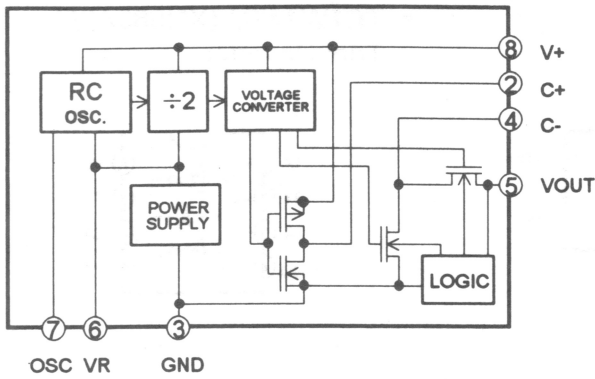 8 V+
RC
OSC.
÷2
VOLTAGE
CONVERTER
2 C+
4 C-
5 VOUT
POWER
SUPPLY
LOGIC
7 6 3
OSC VR GND